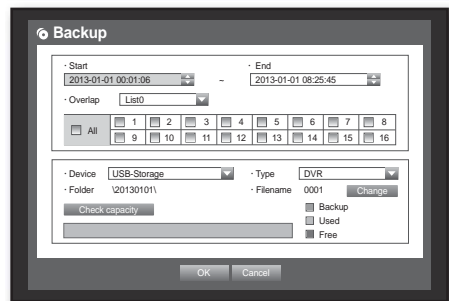 Backup
· Start · End
2013-01-01 00:01:06 – 2013-01-01 08:25:45
· Overlap List0
All 1 2 3 4 5 6 7 8
9 10 11 12 13 14 15 16
· Device USB-Storage · Type DVR
· Folder \20130101\ · Filename 0001 Change
Check capacity Backup
Used
Free
OK Cancel